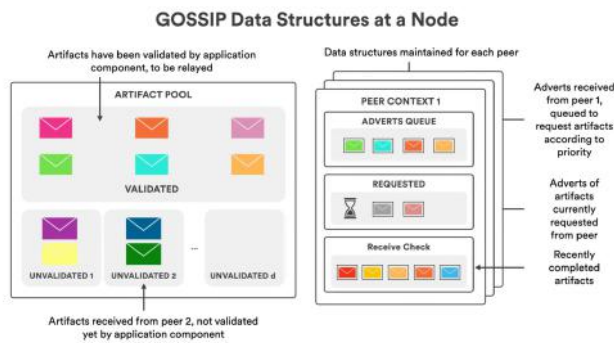 GOSSIP Data Structures at a Node
Artifacts have been validated by application
component, to be relayed
ARTIFACT POOL
VALIDATED
UNVALIDATED 1
UNVALIDATED 2
...
UNVALIDATED d
Artifacts received from peer 2, not validated
yet by application component
Data structures maintained for each peer
PEER CONTEXT 1
ADVERTS QUEUE
REQUESTED
Receive Check
Adverts received
from peer 1,
queued to
request artifacts
according to
priority
Adverts of
artifacts
currently
requested
from peer
Recently
completed
artifacts